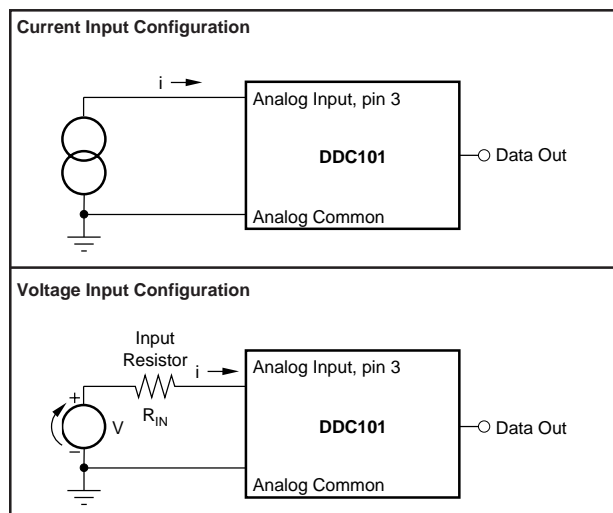 Current Input Configuration
i
Analog Input, pin 3
DDC101
Data Out
Analog Common
Voltage Input Configuration
Input
Resistor
i
Analog Input, pin 3
+
V
–
RIN
DDC101
Data Out
Analog Common